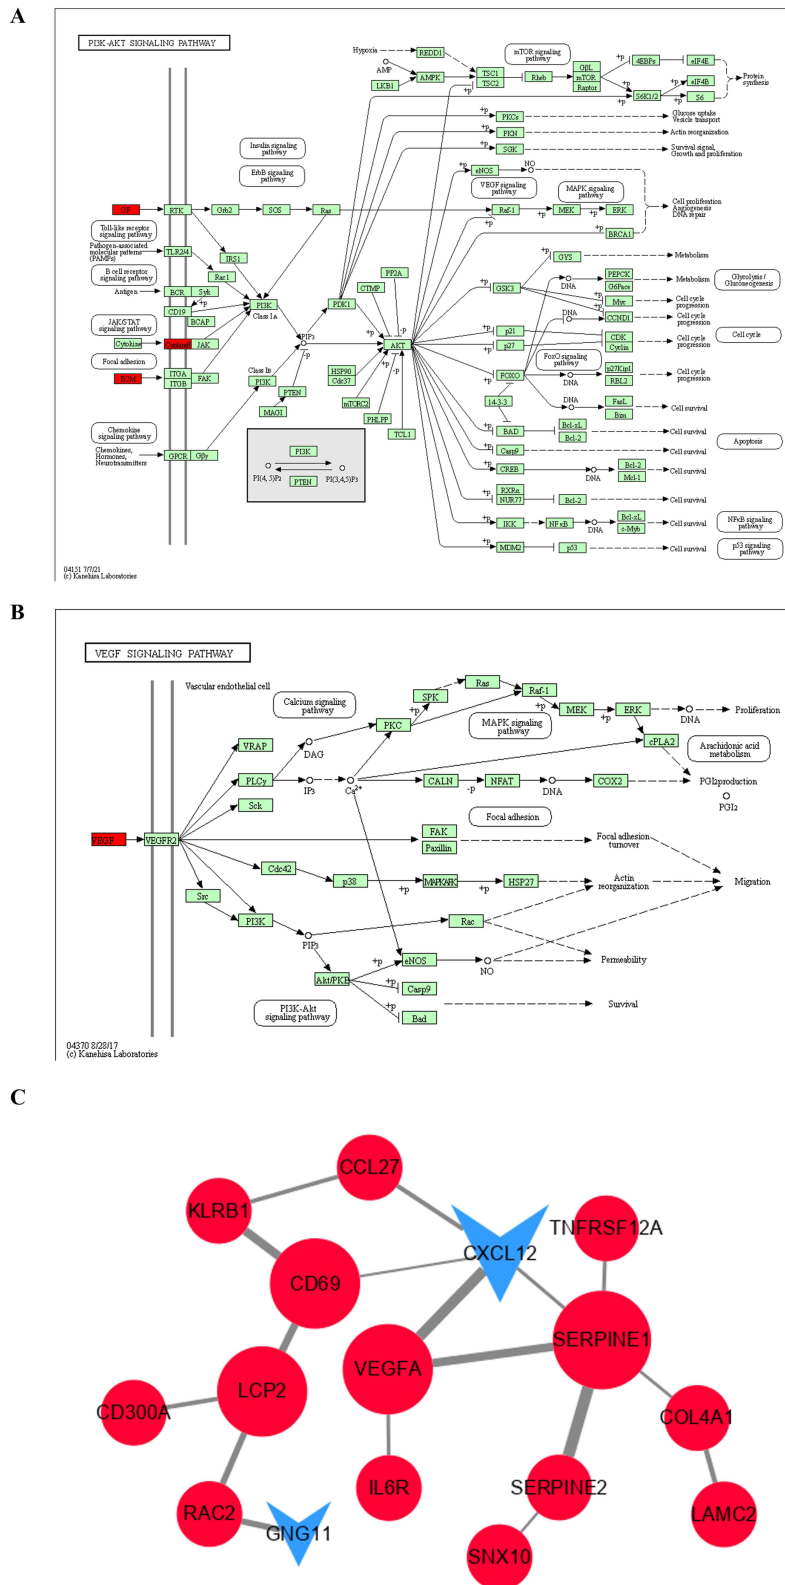 A
PI3K-AKT SIGNALING PATHWAY
Hypoxia
REDD1
mTOR signaling
pathway
AMP
LKB1
AMPK
TSC1
TSC2
Rheb
GβL
mTOR
Raptor
4EBPs
eIF4E
eIF4B
S6K1/2
S6
Protein
synthesis
+p
+p
+p
+p
+p
PKCs
Glucose uptake
Vesicle transport
PKN
Actin reorganization
SGK
Survival signal,
Growth and proliferation
Insulin signaling
pathway
ErbB signaling
pathway
eNOS
NO
VEGF signaling
pathway
MAPK signaling
pathway
Cell proliferation
Angiogenesis
DNA repair
GF
RTK
Grb2
SOS
Ras
Raf-1
MEK
ERK
BRCA1
Toll-like receptor
signaling pathway
Pathogen-associated
molecular patterns
(PAMPs)
TLR2/4
IRS1
Rac1
B cell receptor
signaling pathway
Antigen
BCR
Syk
CD19
BCAP
PI3K
Class IA
PDK1
PP2A
CTMP
GYS
Metabolism
GSK3
PEPCK
G6Pase
DNA
Metabolism
Glycolysis /
Gluconeogenesis
Myc
Cell cycle
progression
CCND1
DNA
Cell cycle
progression
JAK/STAT
signaling pathway
Cytokine
CytokineR
JAK
PIP3
AKT
p21
p27
CDK
Cyclin
Cell cycle
progression
Cell cycle
Focal adhesion
ECM
ITGA
ITGB
FAK
Class IB
PI3K
PTEN
MAGI
HSP90
Cdc37
mTORC2
PHLPP
TCL1
FoxO signaling
pathway
FOXO
DNA
p27Kip1
RBL2
Cell cycle
progression
14-3-3
DNA
FasL
Bim
Cell survival
Chemokine
signaling pathway
Chemokines,
Hormones,
Neurotransmitters
GPCR
Gβγ
PI3K
PI(4, 5)P2
PI(3,4,5)P3
PTEN
BAD
Bcl-xL
Bcl-2
Cell survival
Apoptosis
Casp9
Cell survival
CREB
DNA
Bcl-2
Mcl-1
Cell survival
RXRα
NUR77
Bcl-2
Cell survival
IKK
NFκB
DNA
Bcl-xL
c-Myb
Cell survival
NFκB signaling
pathway
MDM2
p53
Cell survival
p53 signaling
pathway
04151 7/7/21
(c) Kanehisa Laboratories
B
VEGF SIGNALING PATHWAY
Vascular endothelial cell
Calcium signaling
pathway
SPK
Ras
Raf-1
PKC
+p
+p
MEK
+p
ERK
DNA
Proliferation
MAPK signaling
pathway
VRAP
DAG
cPLA2
Arachidonic acid
metabolism
PLCγ
IP3
Ca2+
CALN
-p
NFAT
DNA
COX2
PGI2production
PGI2
Sck
Focal adhesion
VEGF
VEGFR2
FAK
Paxillin
Focal adhesion
turnover
Cdc42
p38
+p
MAPKAPK
+p
HSP27
Actin
reorganization
Migration
Src
PI3K
PIP3
Rac
Akt/PKB
+p
eNOS
NO
Permeability
+p
Casp9
Survival
+p
Bad
PI3K-Akt
signaling pathway
04370 8/28/17
(c) Kanehisa Laboratories
C
CCL27
KLRB1
CXCL12
TNFRSF12A
CD69
SERPINE1
VEGFA
LCP2
CD300A
COL4A1
IL6R
SERPINE2
RAC2
GNG11
LAMC2
SNX10